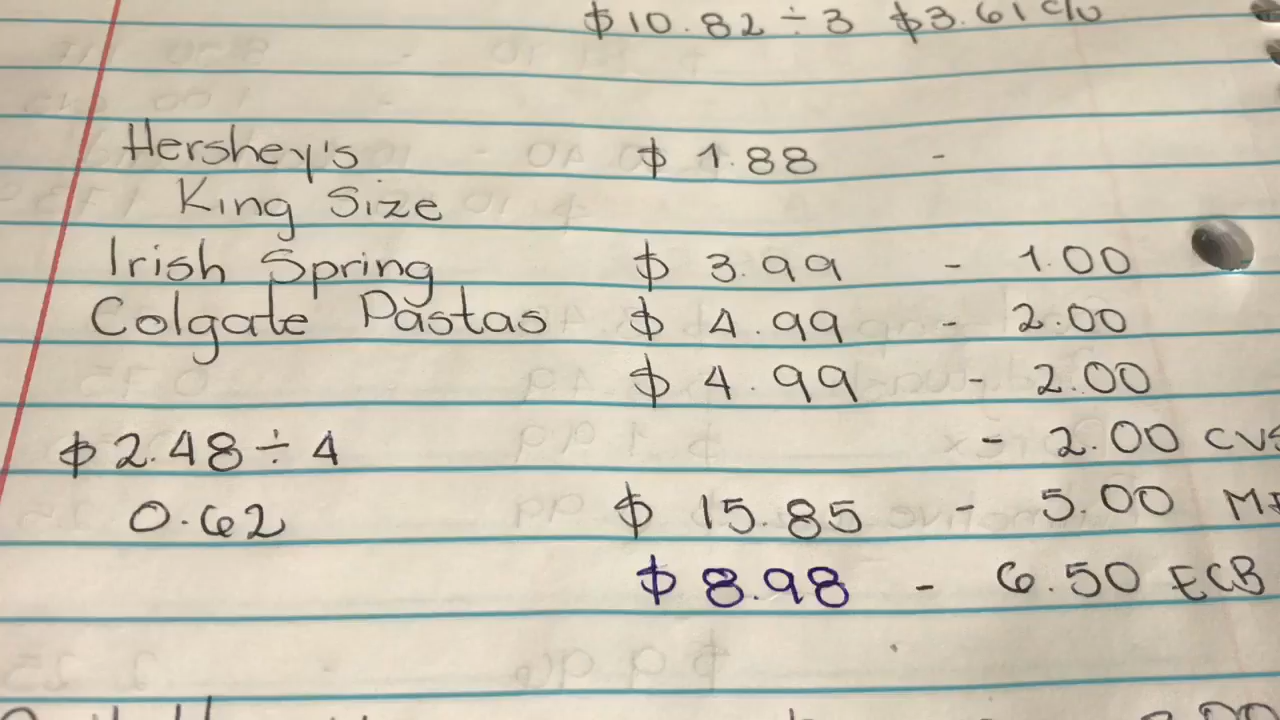 $10.82 ÷ 3 $3.61 c/u
Hershey's $ 1.88 -
King Size
Irish Spring $ 3.99 - 1.00
Colgate Pastas $ 4.99 - 2.00
$ 4.99 - 2.00
$2.48 ÷ 4 - 2.00 CVS
0.62 $ 15.85 - 5.00
$ 8.98 - 6.50 ECB